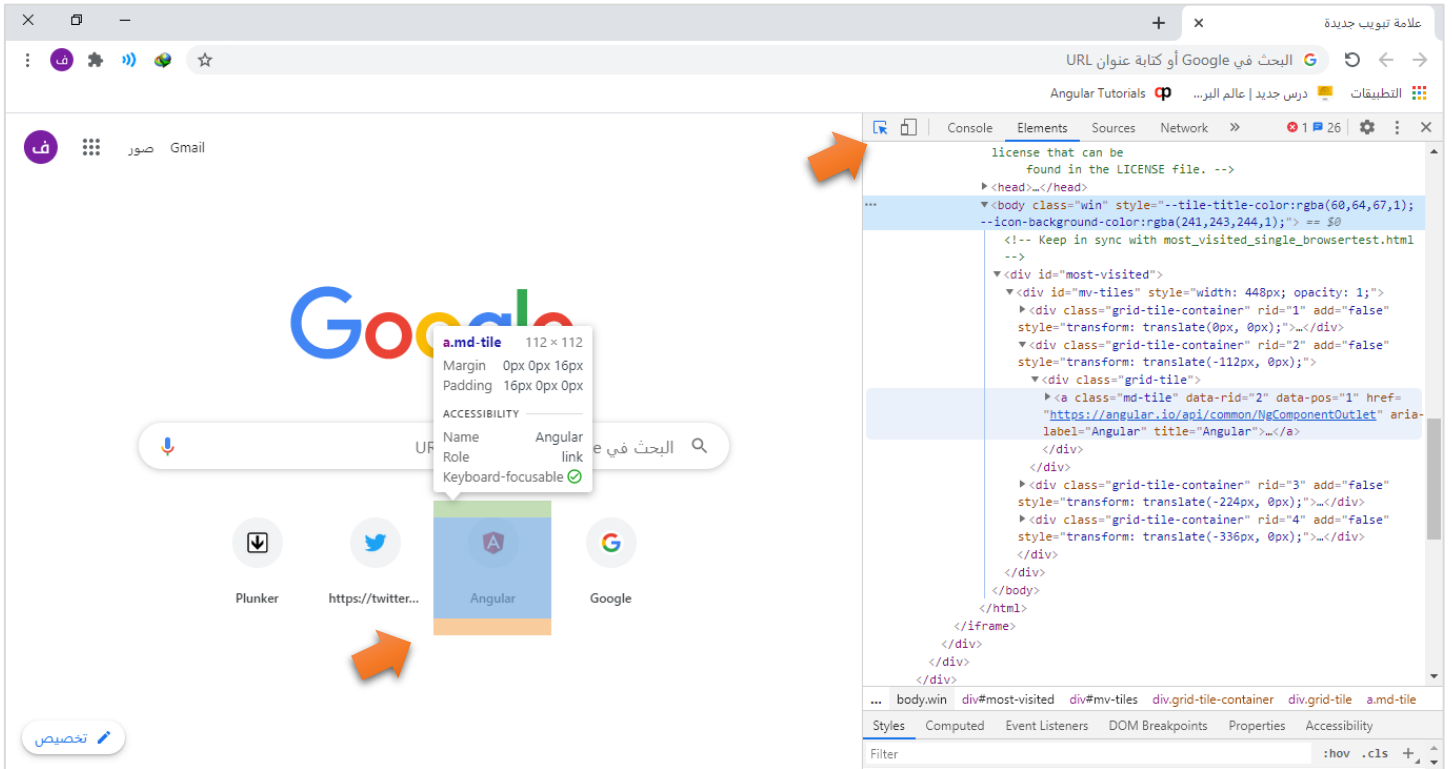 علامة تبويب جديدة
البحث في Google أو كتابة عنوان URL
ف
التطبيقات
درس جديد | عالم البر...
Angular Tutorials
ف
صور
Gmail
Google
البحث في
a.md-tile 112 × 112
Margin 0px 0px 16px
Padding 16px 0px 0px
ACCESSIBILITY
Name Angular
Role link
Keyboard-focusable
Plunker
https://twitter...
Angular
Google
تخصيص
Console Elements Sources Network » 1 26
license that can be
found in the LICENSE file. -->
▶<head>…</head>
... ▼<body class="win" style="--tile-title-color:rgba(60,64,67,1);
--icon-background-color:rgba(241,243,244,1);"> == $0
<!-- Keep in sync with most_visited_single_browsertest.html
-->
▼<div id="most-visited">
▼<div id="mv-tiles" style="width: 448px; opacity: 1;">
▶<div class="grid-tile-container" rid="1" add="false"
style="transform: translate(0px, 0px);">…</div>
▼<div class="grid-tile-container" rid="2" add="false"
style="transform: translate(-112px, 0px);">
▼<div class="grid-tile">
▶<a class="md-tile" data-rid="2" data-pos="1" href=
"https://angular.io/api/common/NgComponentOutlet" aria-
label="Angular" title="Angular">…</a>
</div>
</div>
▶<div class="grid-tile-container" rid="3" add="false"
style="transform: translate(-224px, 0px);">…</div>
▶<div class="grid-tile-container" rid="4" add="false"
style="transform: translate(-336px, 0px);">…</div>
</div>
</div>
</body>
</html>
</iframe>
</div>
</div>
</div>
... body.win div#most-visited div#mv-tiles div.grid-tile-container div.grid-tile a.md-tile
Styles Computed Event Listeners DOM Breakpoints Properties Accessibility
Filter :hov .cls +